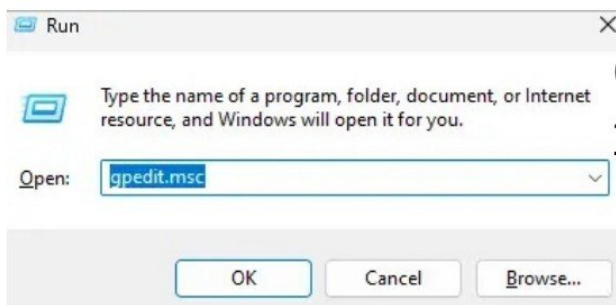 Run
Type the name of a program, folder, document, or Internet
resource, and Windows will open it for you.
Open:
gpedit.msc
OK
Cancel
Browse...